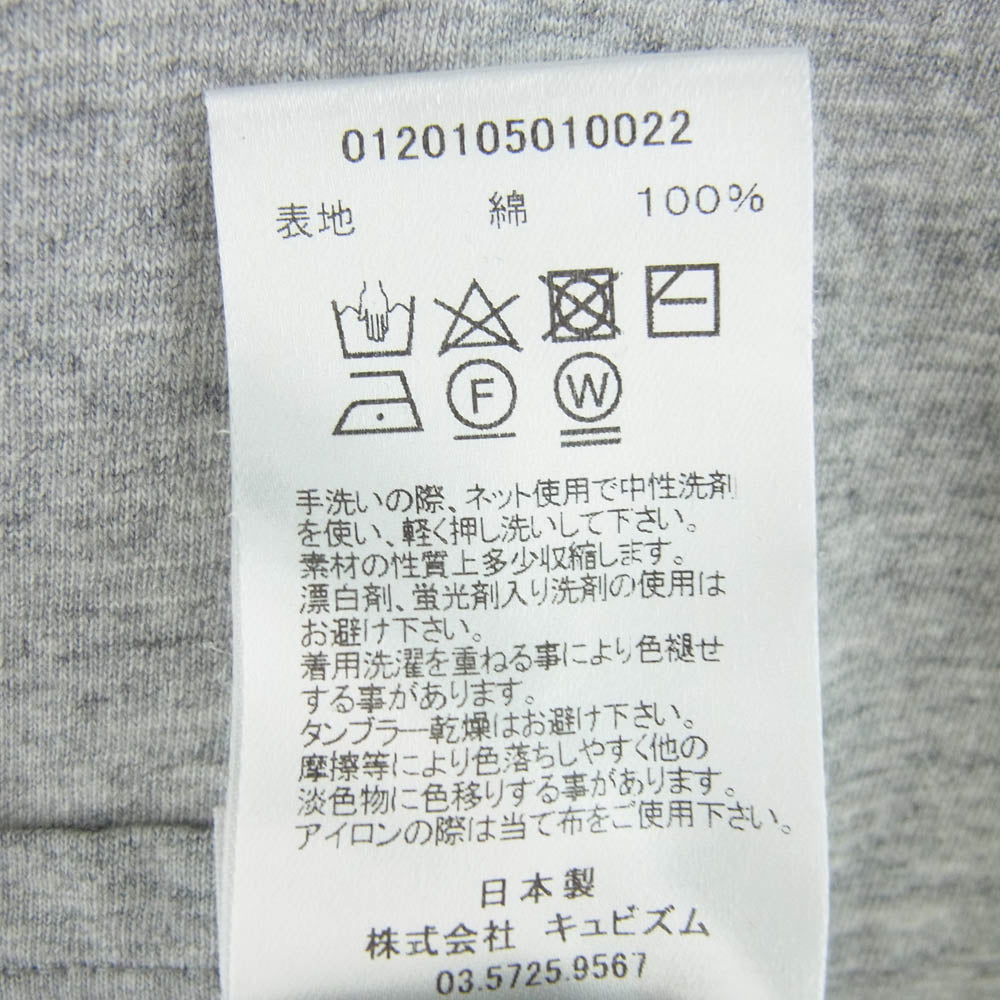 0120105010022
表地 綿 100%
F W
手洗いの際、ネット使用で中性洗剤
を使い、軽く押し洗いして下さい。
素材の性質上多少収縮します。
漂白剤、蛍光剤入り洗剤の使用は
お避け下さい。
着用洗濯を重ねる事により色褪せ
する事があります。
タンブラー乾燥はお避け下さい。
摩擦等により色落ちしやすく他の
淡色物に色移りする事があります。
アイロンの際は当て布をご使用下さい。
日本製
株式会社 キュビズム
03.5725.9567